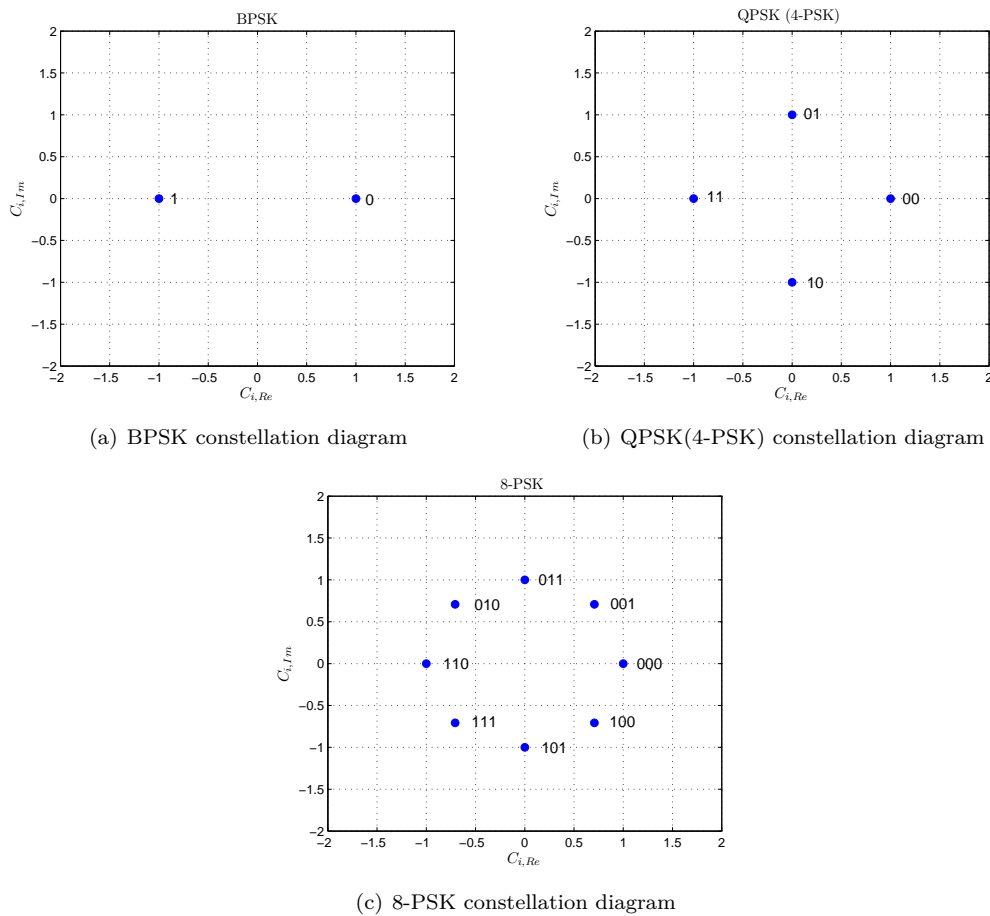 BPSK
2
1.5
1
0.5
0
−0.5
−1
−1.5
−2
−2 −1.5 −1 −0.5 0 0.5 1 1.5 2
C_{i,Im}
C_{i,Re}
1
0
(a) BPSK constellation diagram
QPSK (4-PSK)
2
1.5
1
0.5
0
−0.5
−1
−1.5
−2
−2 −1.5 −1 −0.5 0 0.5 1 1.5 2
C_{i,Im}
C_{i,Re}
01
11
00
10
(b) QPSK(4-PSK) constellation diagram
8-PSK
2
1.5
1
0.5
0
−0.5
−1
−1.5
−2
−2 −1.5 −1 −0.5 0 0.5 1 1.5 2
C_{i,Im}
C_{i,Re}
011
010
001
110
000
111
100
101
(c) 8-PSK constellation diagram